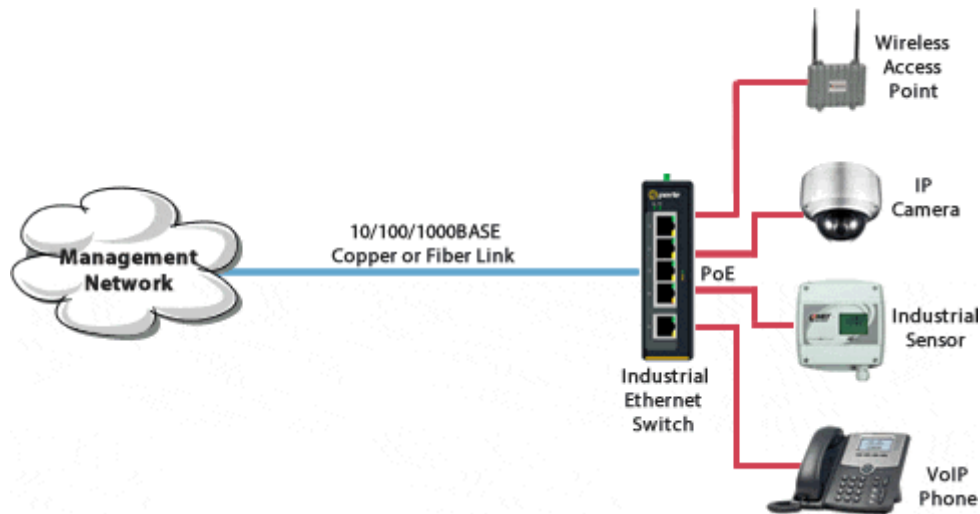 Wireless
Access
Point
IP
Camera
perle
10/100/1000BASE
Copper or Fiber Link
Management
Network
PoE
Industrial
Sensor
Industrial
Ethernet
Switch
VoIP
Phone